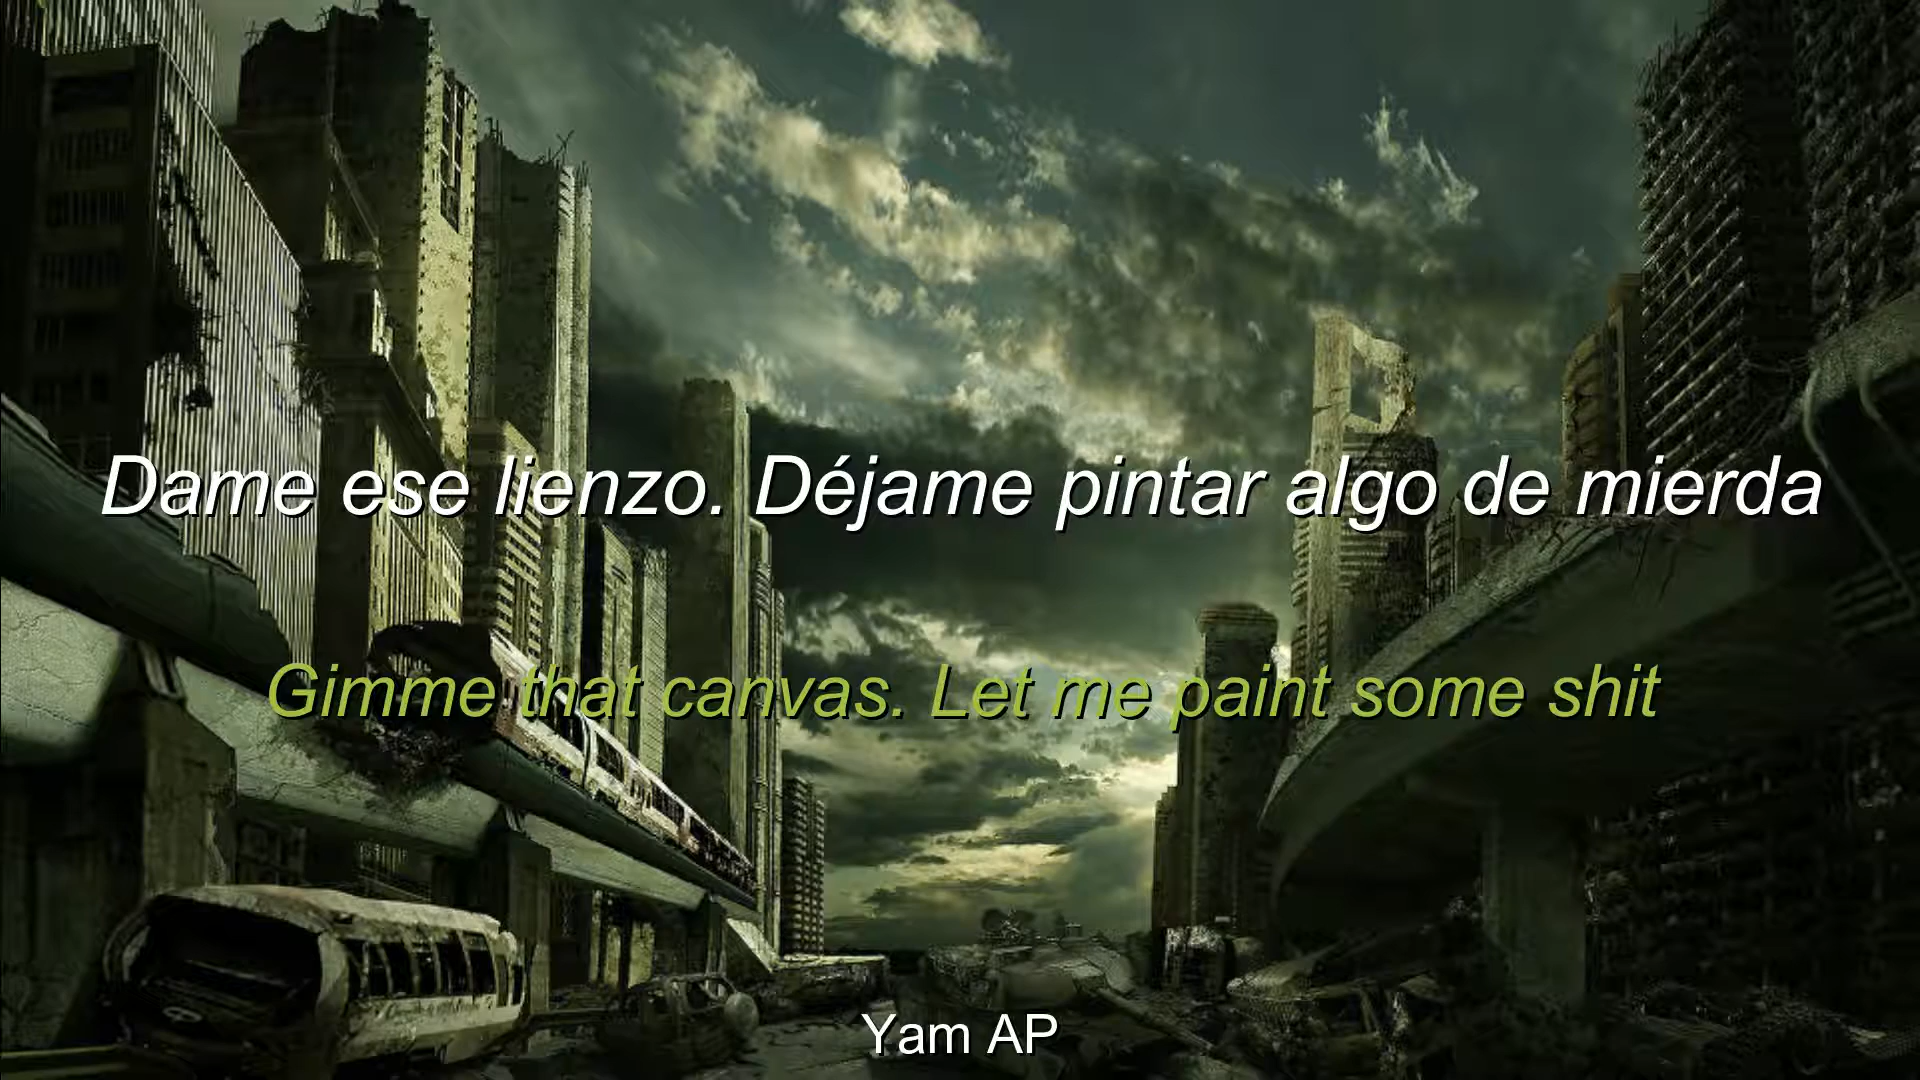 Dame ese lienzo. Déjame pintar algo de mierda
Gimme that canvas. Let me paint some shit
Yam AP